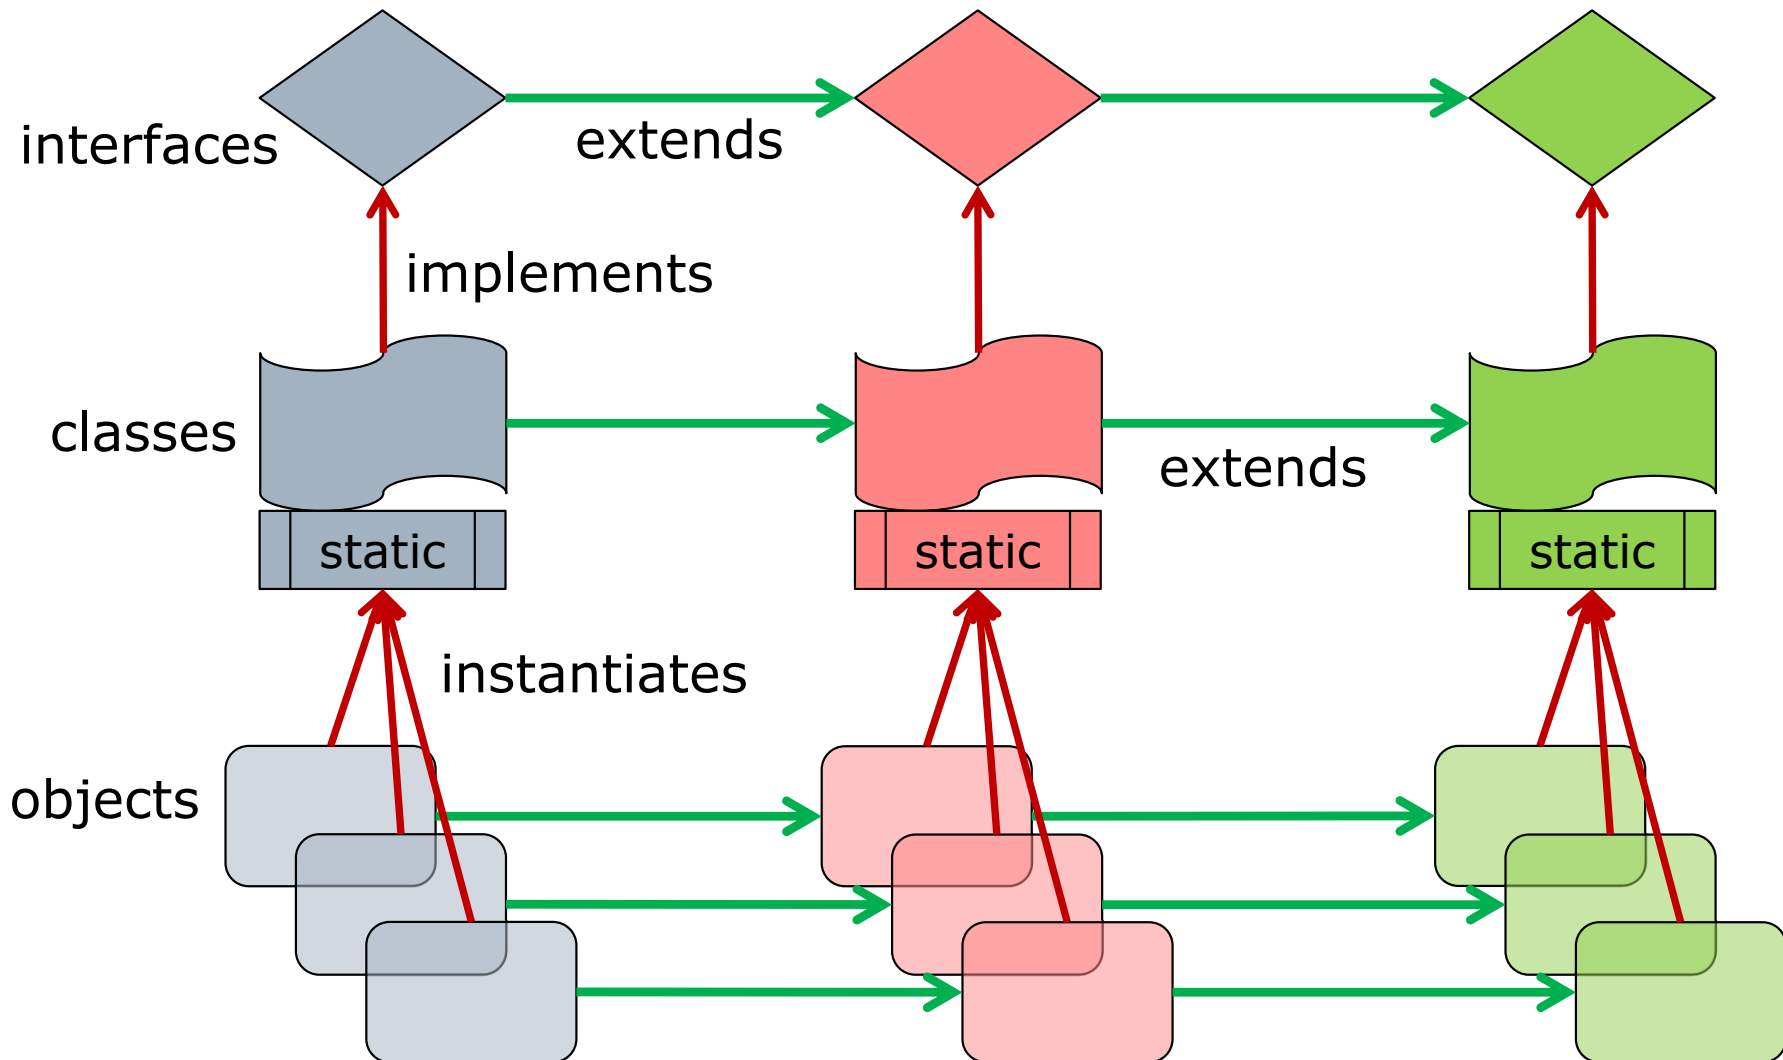 interfaces
extends
implements
classes
extends
static
static
static
instantiates
objects